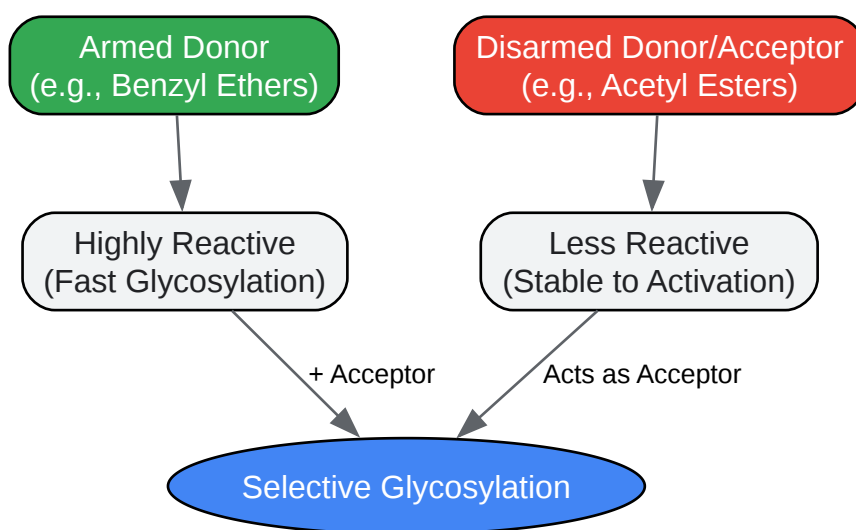 Armed Donor
(e.g., Benzyl Ethers)
Disarmed Donor/Acceptor
(e.g., Acetyl Esters)
Highly Reactive
(Fast Glycosylation)
Less Reactive
(Stable to Activation)
+ Acceptor
Acts as Acceptor
Selective Glycosylation